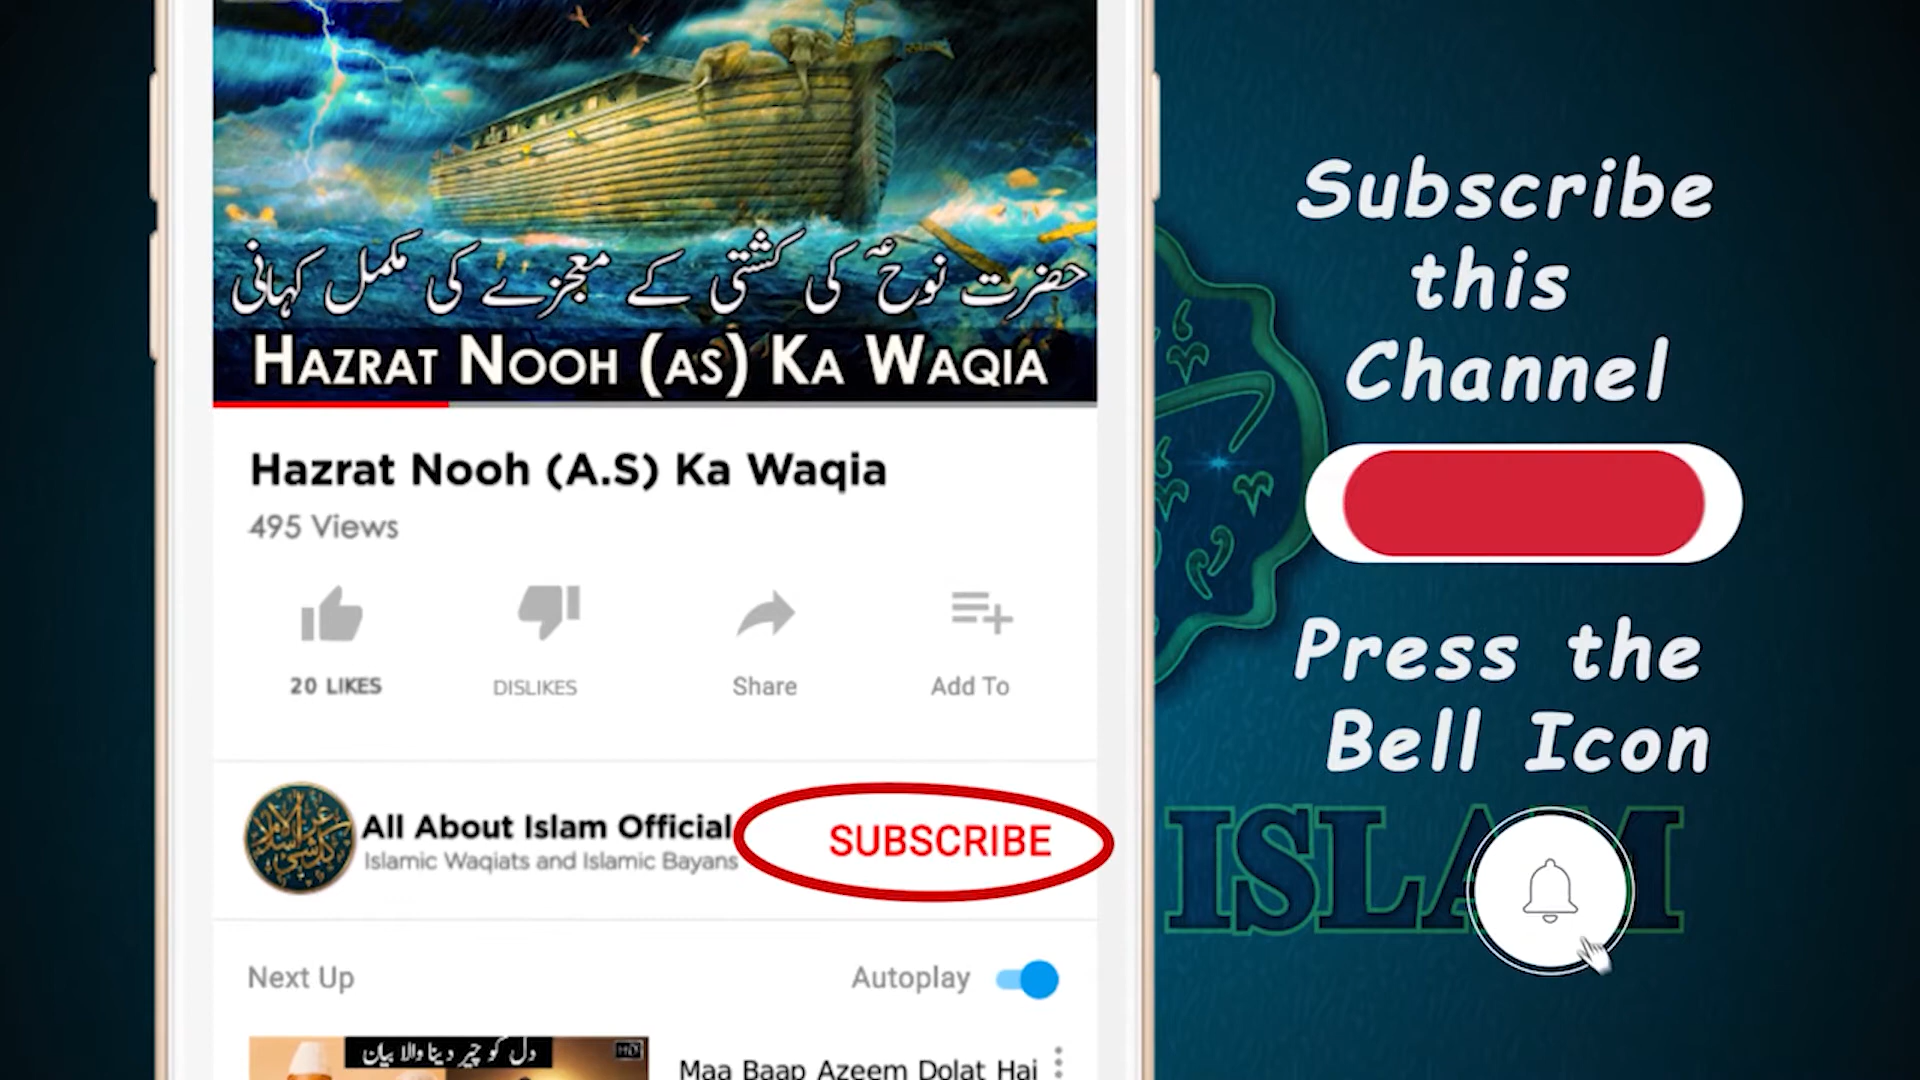 حضرت نوحؑ کی کشتی کے معجزے کی مکمل کہانی
HAZRAT NOOH (AS) KA WAQIA
Hazrat Nooh (A.S) Ka Waqia
495 Views
20 LIKES
DISLIKES
Share
Add To
All About Islam Official
Islamic Waqiats and Islamic Bayans
SUBSCRIBE
Next Up
Autoplay
دل کو چیر دینا والا بیان
HD
Maa Baap Azeem Dolat Hai
Subscribe
this
Channel
Press the
Bell Icon
ISLAM